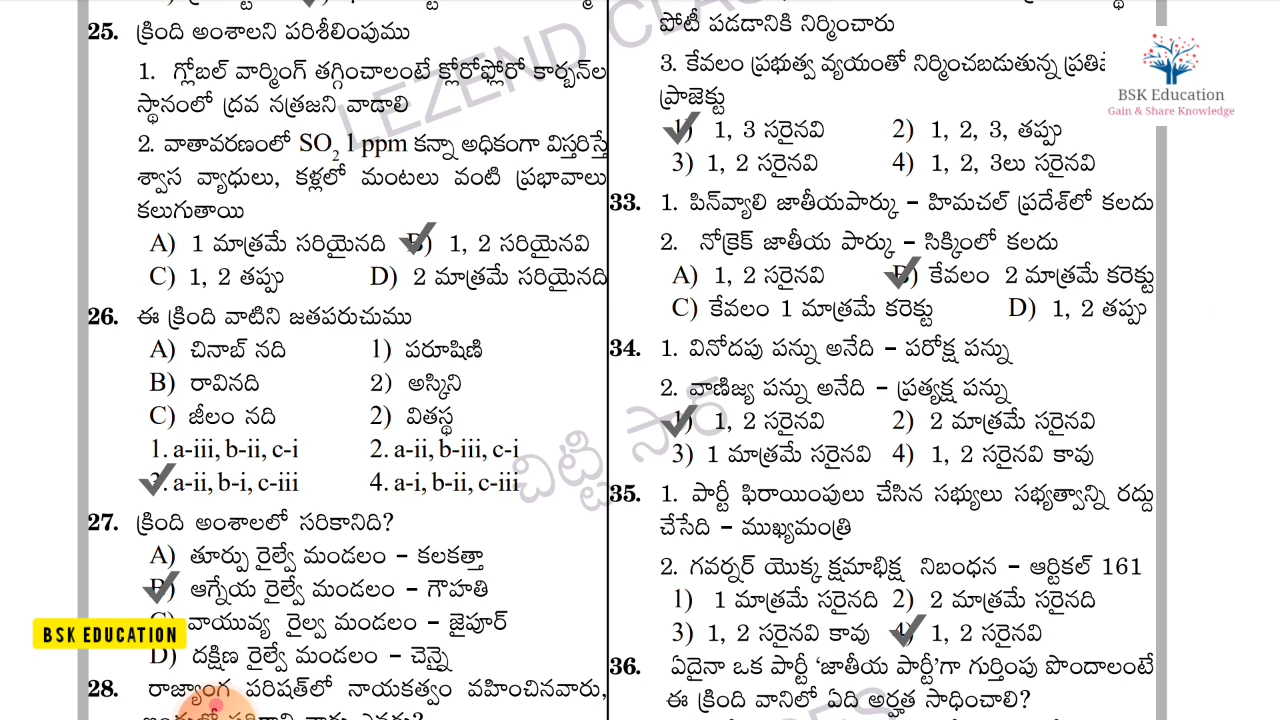 25. క్రింది అంశాలని పరిశీలింపుము
1. గ్లోబల్ వార్మింగ్ తగ్గించాలంటే క్లోరోఫ్లోరో కార్బన్‌ల
స్థానంలో ద్రవ నత్రజని వాడాలి
2. వాతావరణంలో SO2 1 ppm కన్నా అధికంగా విస్తరిస్తే
శ్వాస వ్యాధులు, కళ్లలో మంటలు వంటి ప్రభావాలు
కలుగుతాయి
A) 1 మాత్రమే సరియైనది B) 1, 2 సరియైనవి
C) 1, 2 తప్పు D) 2 మాత్రమే సరియైనది
26. ఈ క్రింది వాటిని జతపరుచుము
A) చినాబ్ నది 1) పరూషిణి
B) రావినది 2) అస్కిని
C) జీలం నది 2) వితస్థ
1. a-iii, b-ii, c-i 2. a-ii, b-iii, c-i
3. a-ii, b-i, c-iii 4. a-i, b-ii, c-iii
27. క్రింది అంశాలలో సరికానిది?
A) తూర్పు రైల్వే మండలం – కలకత్తా
B) ఆగ్నేయ రైల్వే మండలం – గౌహతి
C) వాయువ్య రైల్వ మండలం – జైపూర్
D) దక్షిణ రైల్వే మండలం – చెన్నై
28. రాజ్యాంగ పరిషత్‌లో నాయకత్వం వహించినవారు,
పోటీ పడడానికి నిర్మించారు
3. కేవలం ప్రభుత్వ వ్యయంతో నిర్మించబడుతున్న
ప్రాజెక్టు
1) 1, 3 సరైనవి 2) 1, 2, 3, తప్పు
3) 1, 2 సరైనవి 4) 1, 2, 3లు సరైనవి
33. 1. పిన్‌వ్యాలి జాతీయపార్కు – హిమచల్ ప్రదేశ్‌లో కలదు
2. నోక్రెక్ జాతీయ పార్కు – సిక్కింలో కలదు
A) 1, 2 సరైనవి B) కేవలం 2 మాత్రమే కరెక్టు
C) కేవలం 1 మాత్రమే కరెక్టు D) 1, 2 తప్పు
34. 1. వినోదపు పన్ను అనేది – పరోక్ష పన్ను
2. వాణిజ్య పన్ను అనేది – ప్రత్యక్ష పన్ను
1) 1, 2 సరైనవి 2) 2 మాత్రమే సరైనవి
3) 1 మాత్రమే సరైనవి 4) 1, 2 సరైనవి కావు
35. 1. పార్టీ ఫిరాయింపులు చేసిన సభ్యులు సభ్యత్వాన్ని రద్దు
చేసేది – ముఖ్యమంత్రి
2. గవర్నర్ యొక్క క్షమాభిక్ష నిబంధన – ఆర్టికల్ 161
1) 1 మాత్రమే సరైనది 2) 2 మాత్రమే సరైనది
3) 1, 2 సరైనవి కావు 4) 1, 2 సరైనవి
36. ఏదైనా ఒక పార్టీ 'జాతీయ పార్టీ'గా గుర్తింపు పొందాలంటే
ఈ క్రింది వానిలో ఏది అర్హత సాధించాలి?
BSK Education
Gain & Share Knowledge
BSK EDUCATION
LEZEND
చిట్టి సార్